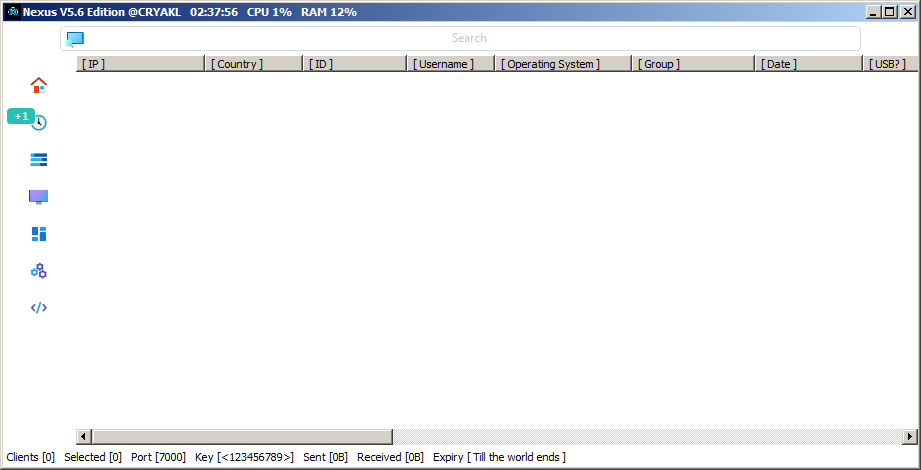 Nexus V5.6 Edition @CRYAKL 02:37:56 CPU 1% RAM 12%
Search
[ IP ] [ Country ] [ ID ] [ Username ] [ Operating System ] [ Group ] [ Date ] [ USB? ]
+1
Clients [0] Selected [0] Port [7000] Key [<123456789>] Sent [0B] Received [0B] Expiry [ Till the world ends ]